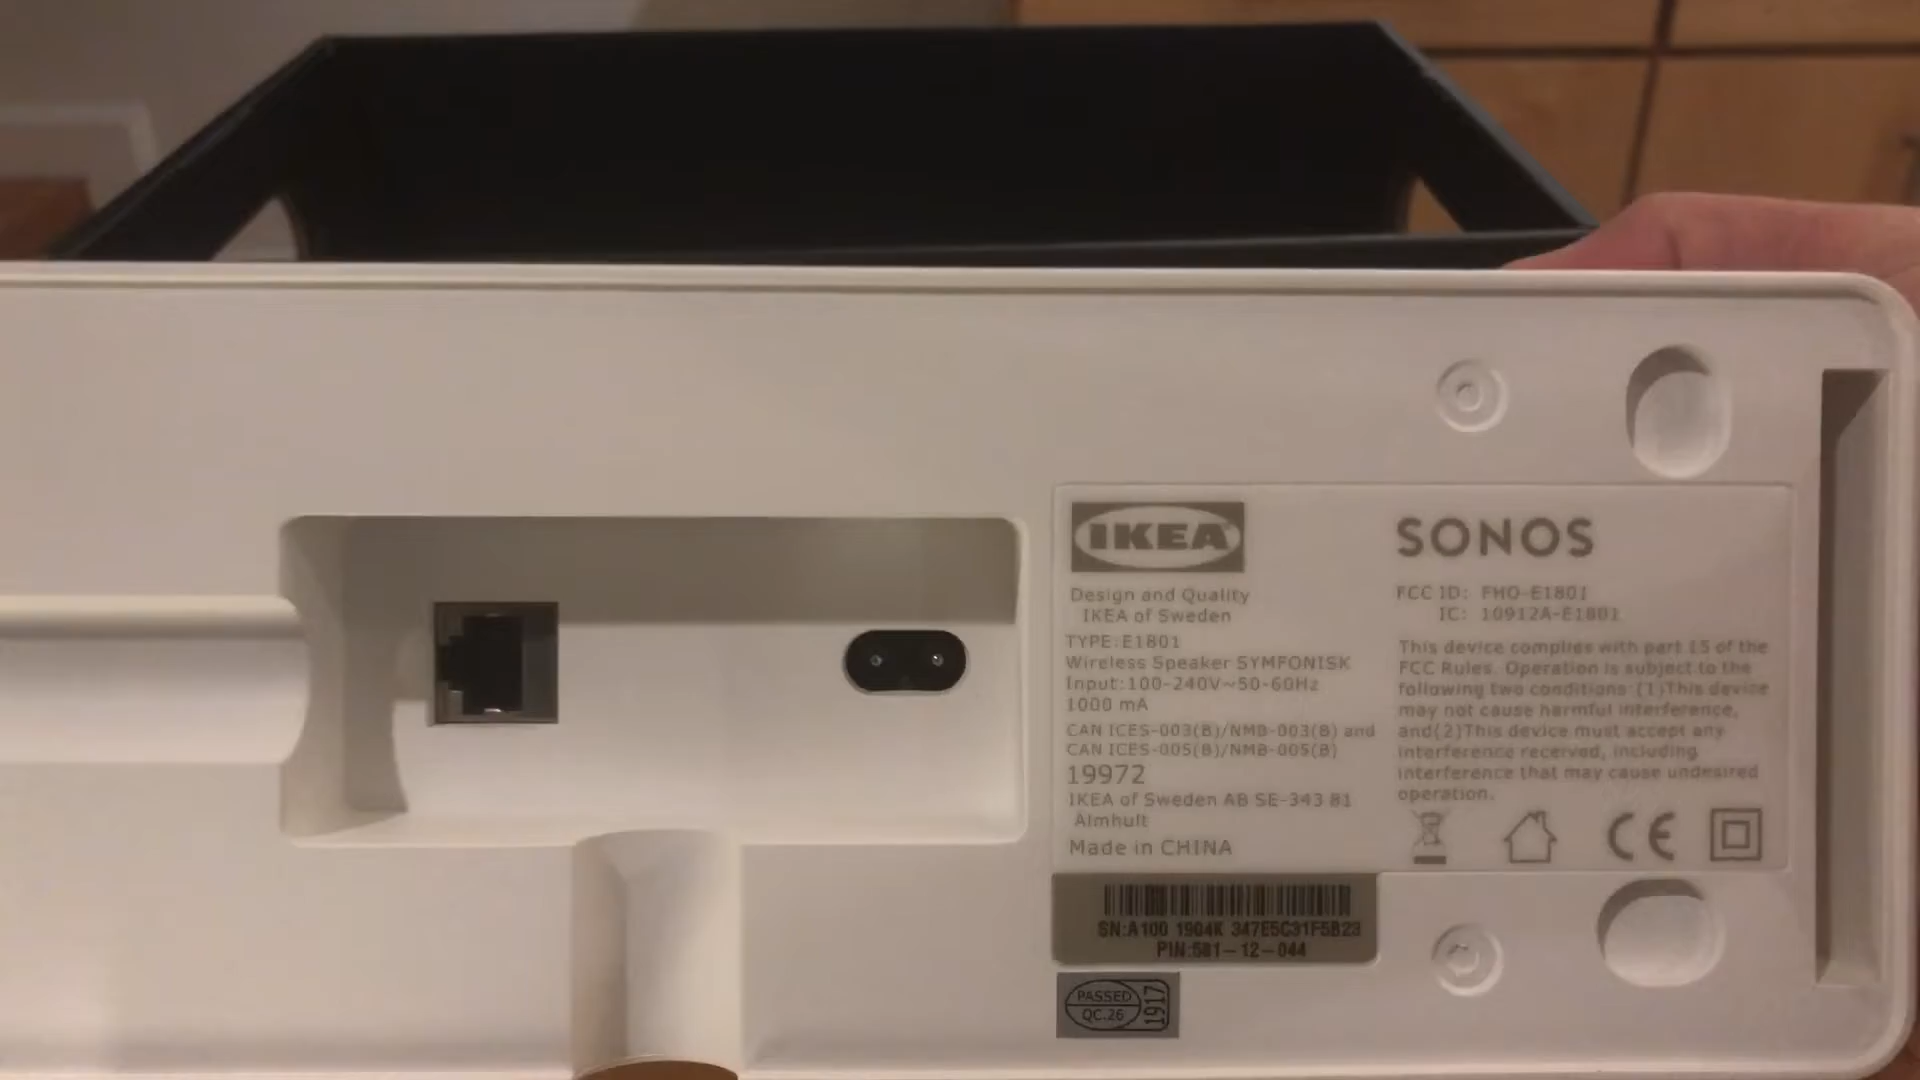 IKEA
Design and Quality
IKEA of Sweden
TYPE:E1801
Wireless Speaker SYMFONISK
Input:100-240V~50-60Hz
1000 mA
CAN ICES-003(B)/NMB-003(B) and
CAN ICES-005(B)/NMB-005(B)
19972
IKEA of Sweden AB SE-343 81
Almhult
Made in CHINA
SONOS
FCC ID: FHO-E1801
IC: 10912A-E1801
This device complies with part 15 of the
FCC Rules. Operation is subject to the
following two conditions:(1)This device
may not cause harmful interference,
and(2)This device must accept any
interference received, including
interference that may cause undesired
operation.
CE
SN:A100 1904K 347E5C31F5B23
PIN:581-12-044
PASSED
QC.26
1917